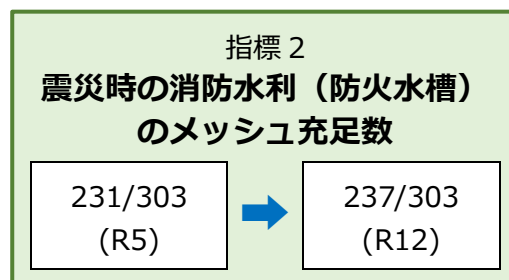 指標 2
震災時の消防水利（防火水槽）
のメッシュ充足数
231/303
(R5)
237/303
(R12)